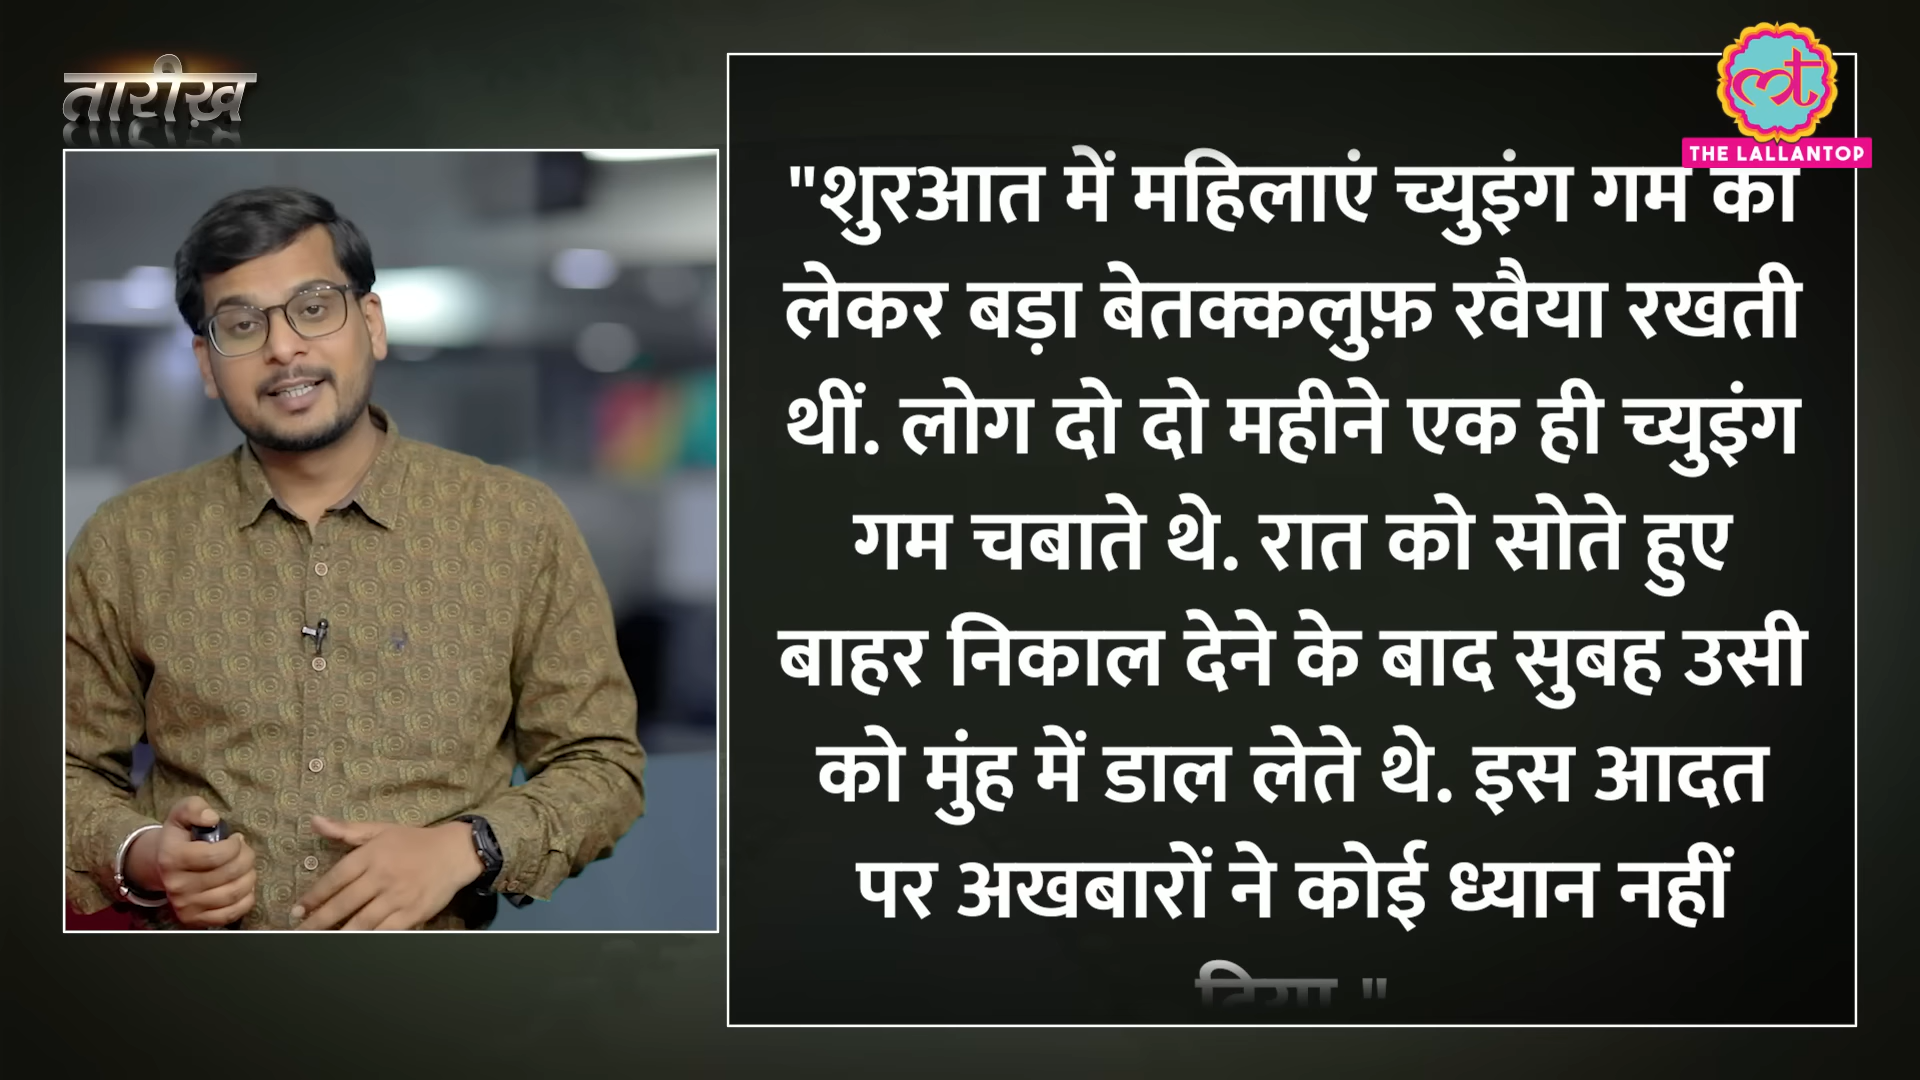 तारीख़
THE LALLANTOP
"शुरआत में महिलाएं च्युइंग गम को
लेकर बड़ा बेतक्कलुफ़ रवैया रखती
थीं. लोग दो दो महीने एक ही च्युइंग
गम चबाते थे. रात को सोते हुए
बाहर निकाल देने के बाद सुबह उसी
को मुंह में डाल लेते थे. इस आदत
पर अखबारों ने कोई ध्यान नहीं